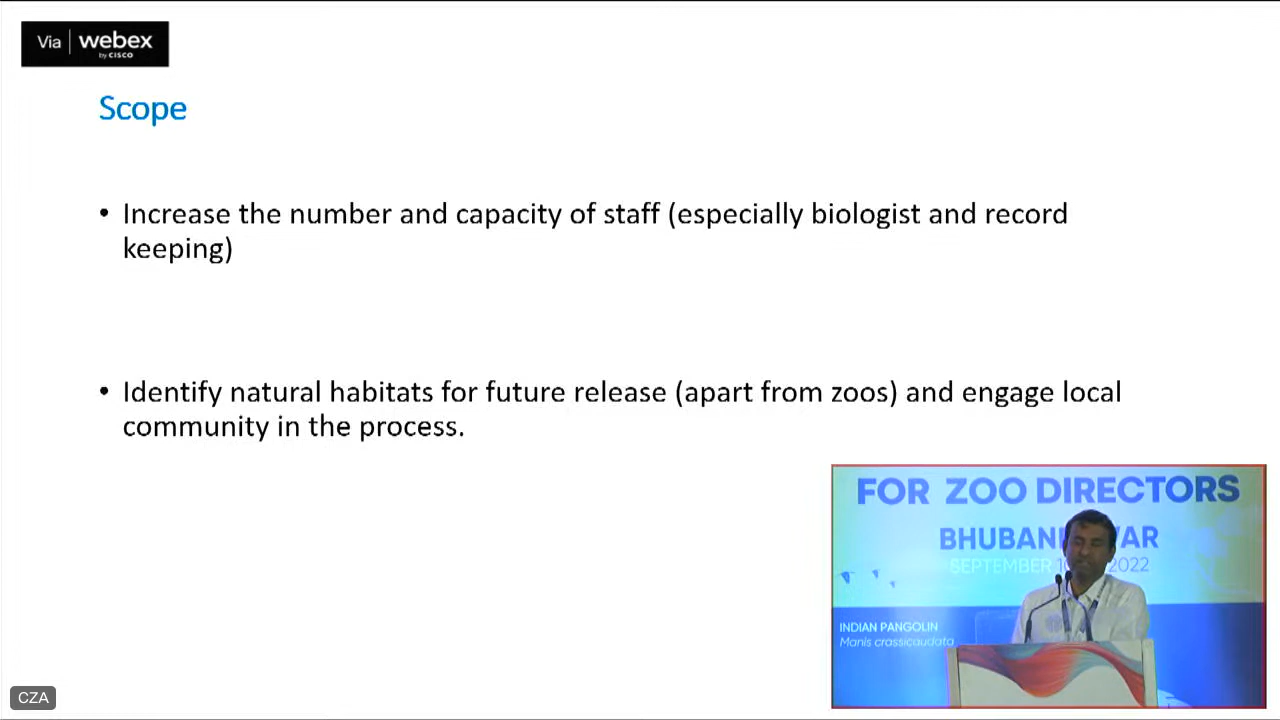 Via webex
by CISCO
Scope
• Increase the number and capacity of staff (especially biologist and record
keeping)
• Identify natural habitats for future release (apart from zoos) and engage local
community in the process.
FOR ZOO DIRECTORS
SEPTEMBER 2022
INDIAN PANGOLIN
Manis crassicaudata
CZA